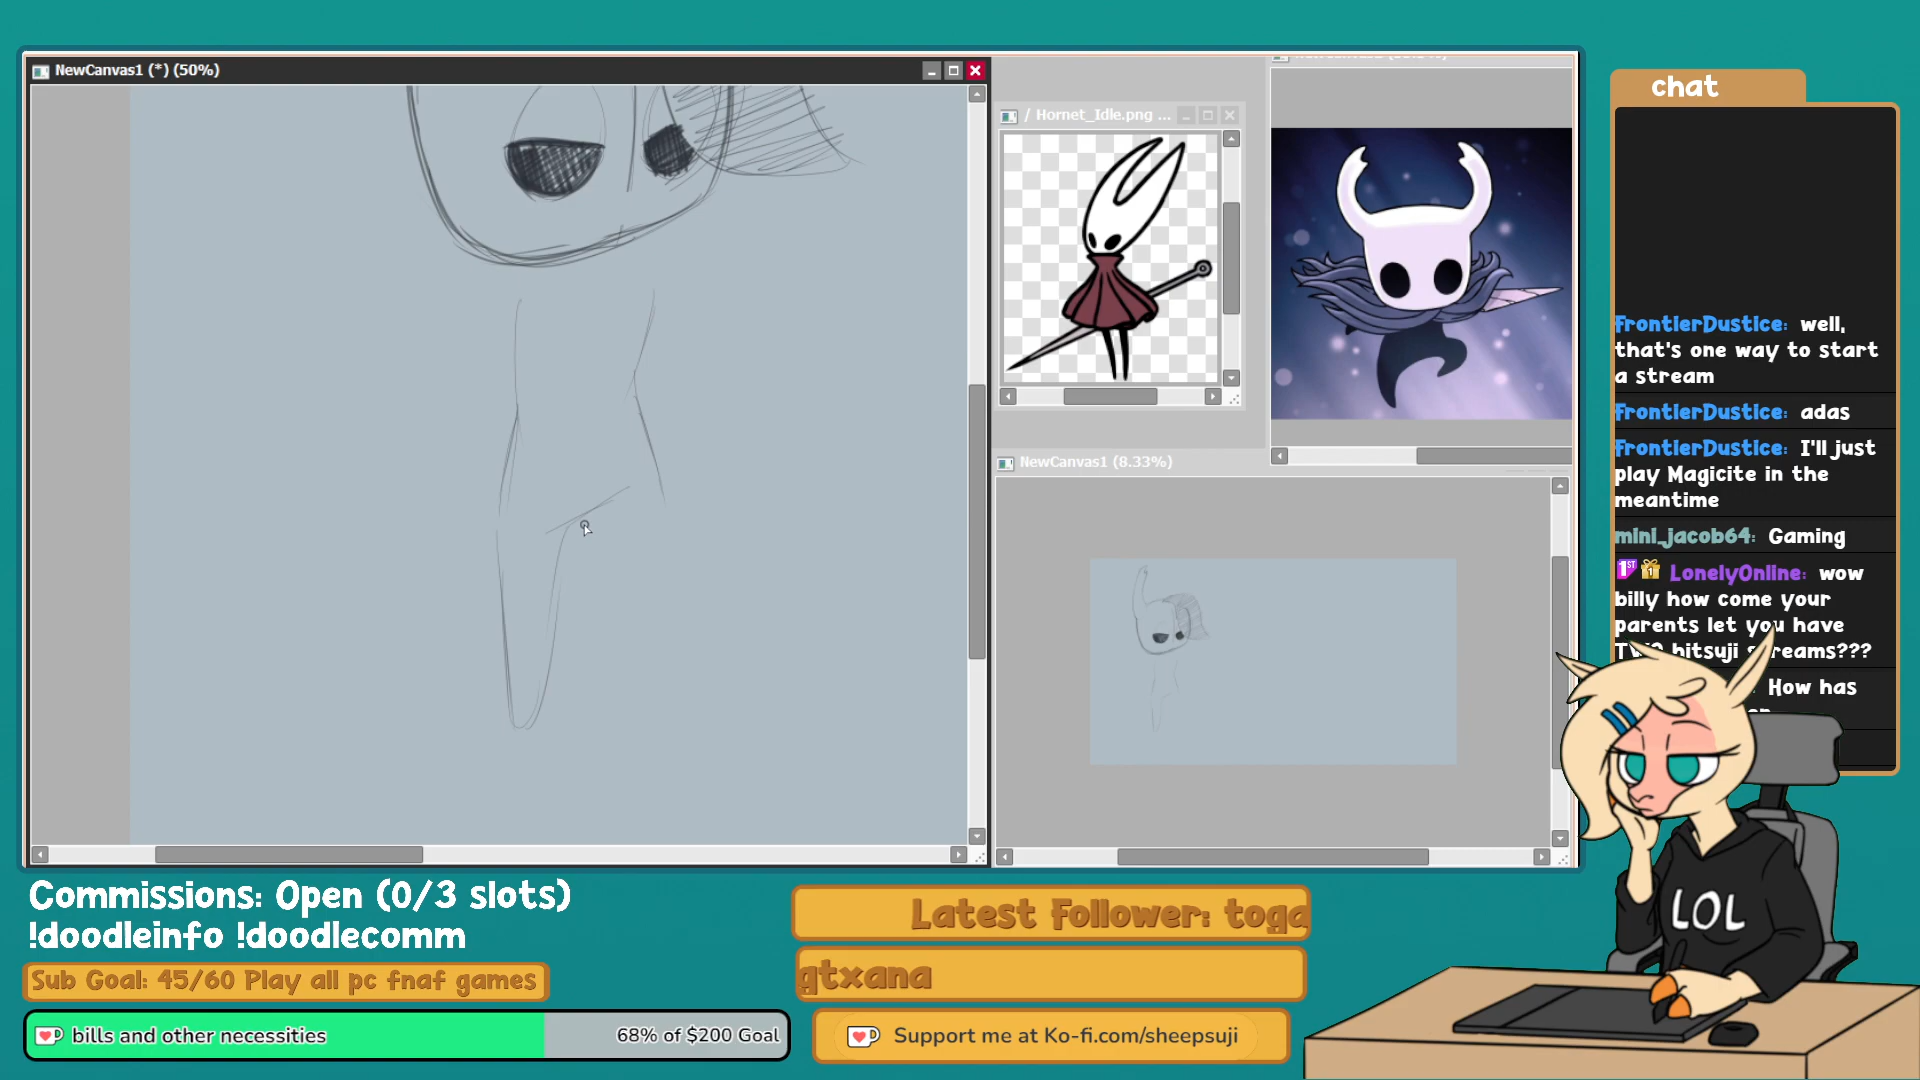 NewCanvas1 (*) (50%)
/ Hornet_Idle.png ...
NewCanvas1 (8.33%)
chat
FrontierDustice: well,
that's one way to start
a stream
FrontierDustice: adas
FrontierDustice: I'll just
play Magicite in the
meantime
mini_jacob64: Gaming
1ST 1 LonelyOnline: wow
billy how come your
parents let you have
hitsuji streams???
How has
LOL
Commissions: Open (0/3 slots)
!doodleinfo !doodlecomm
Sub Goal: 45/60 Play all pc fnaf games
bills and other necessities 68% of $200 Goal
Latest Follower: toga
gtxana
Support me at Ko-fi.com/sheepsuji